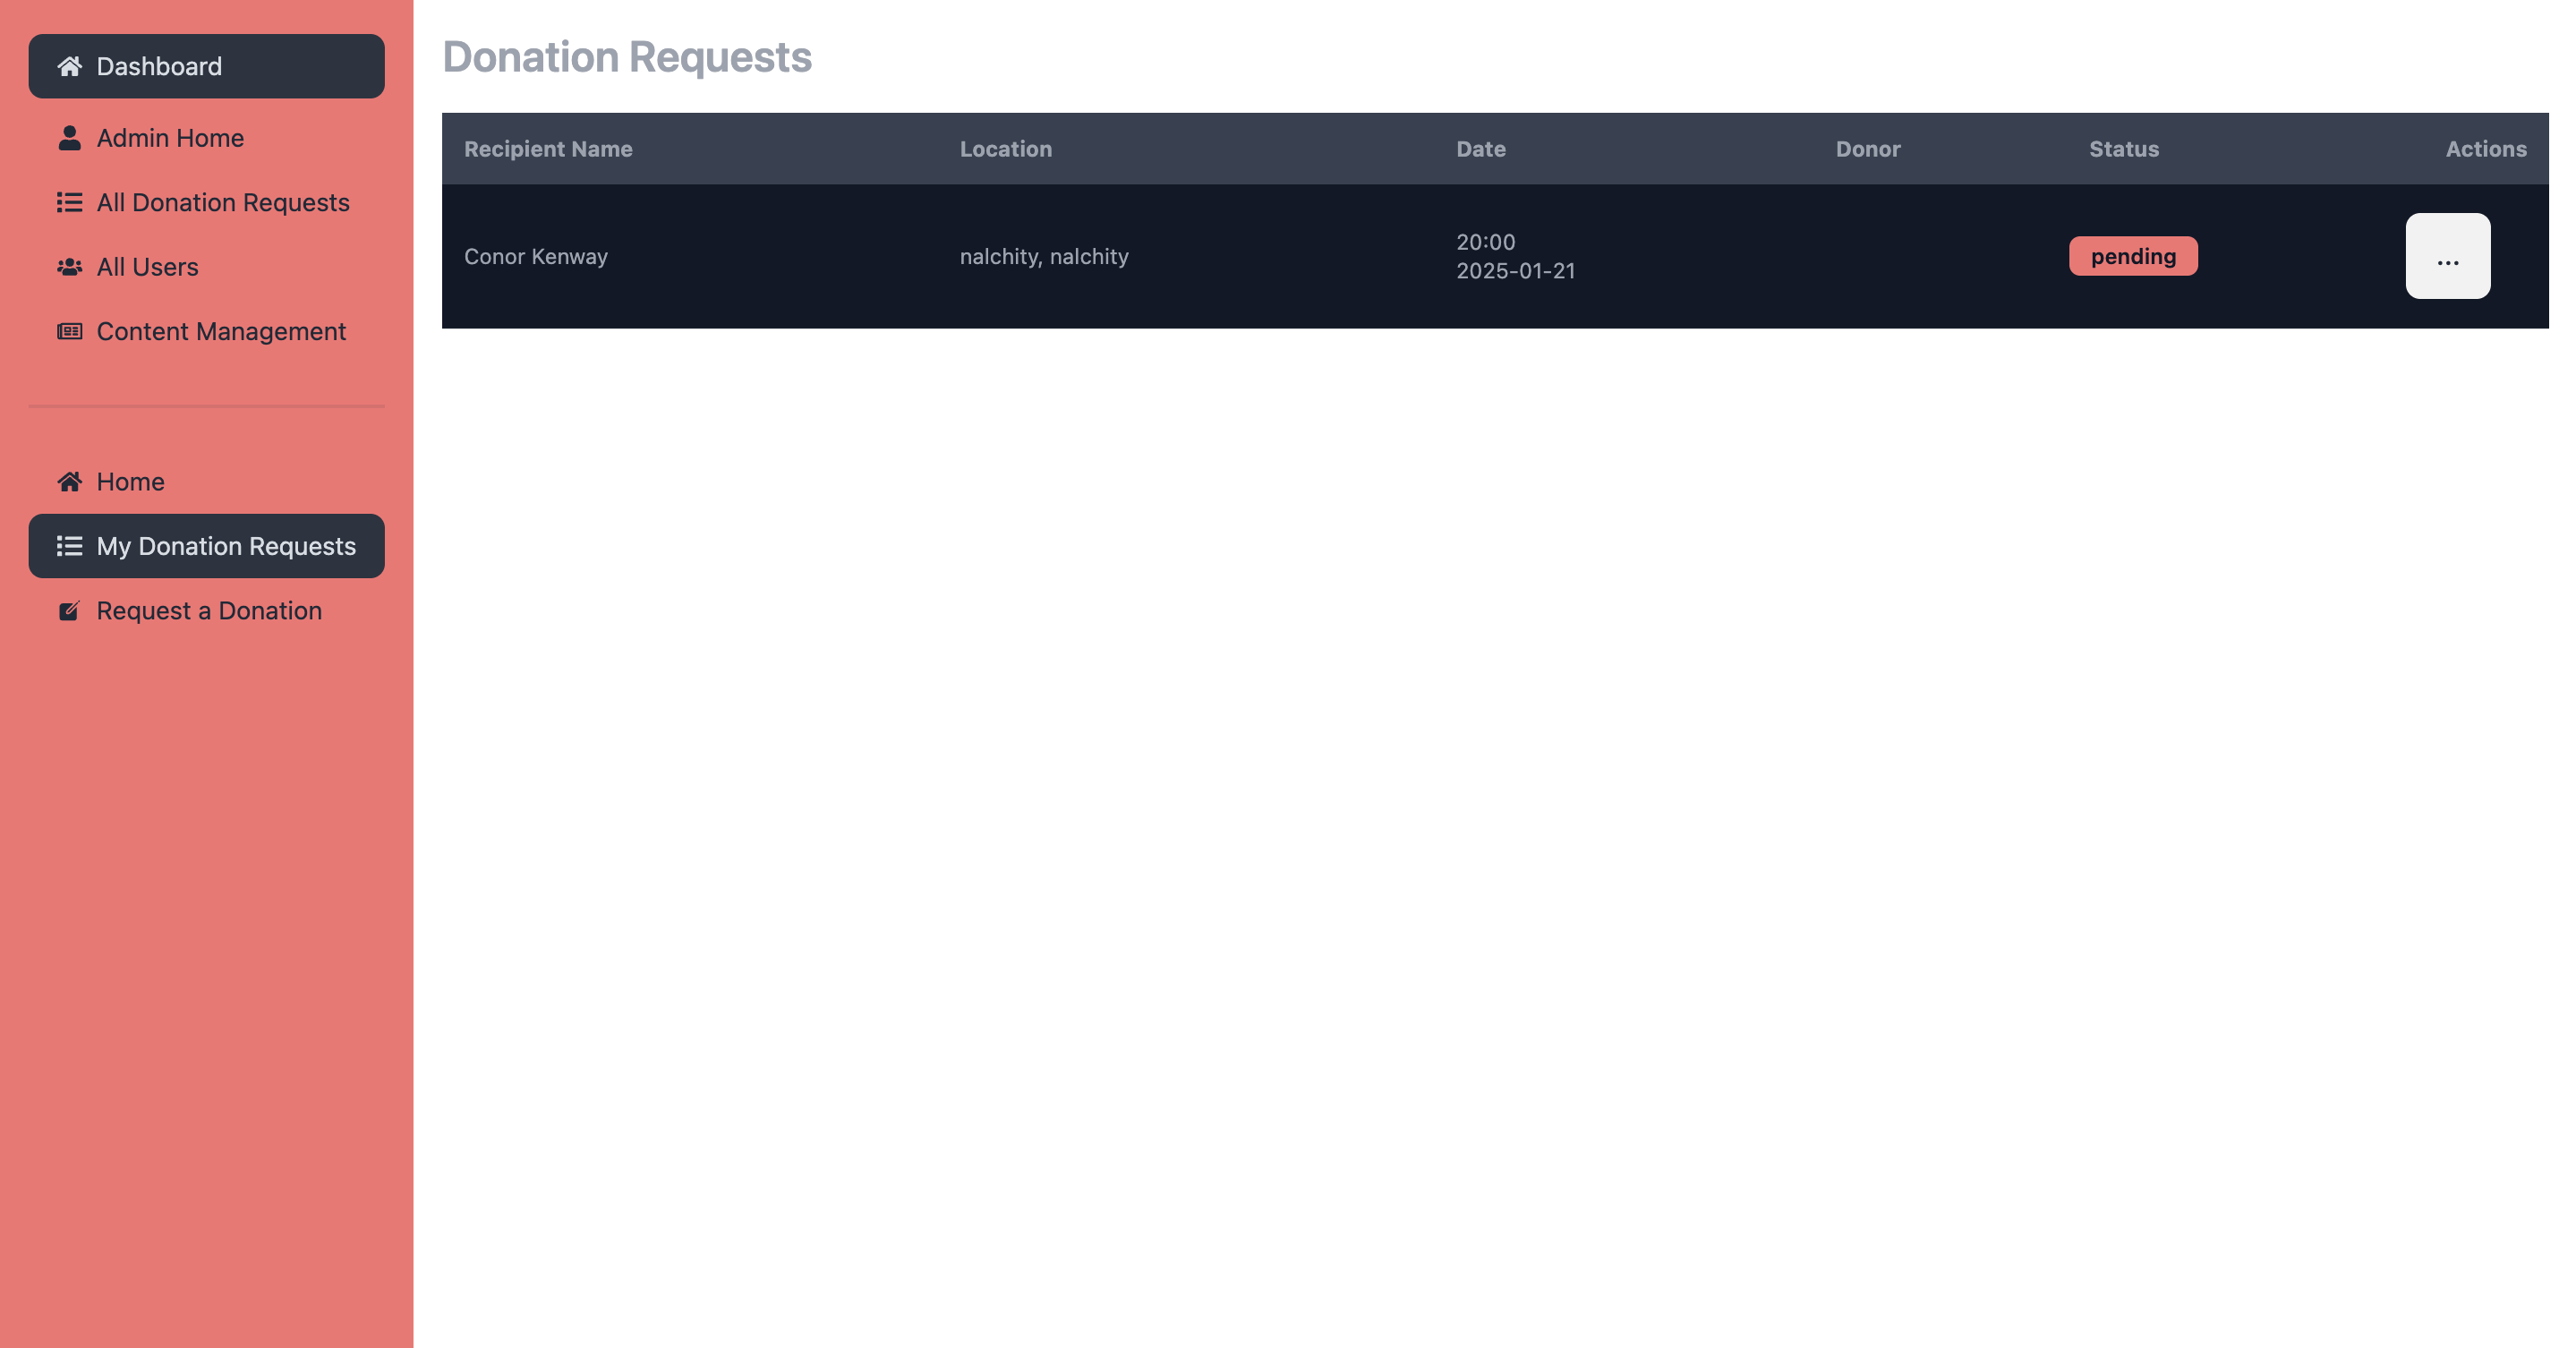 Dashboard
Admin Home
All Donation Requests
All Users
Content Management
Home
My Donation Requests
Request a Donation
Donation Requests
Recipient Name Location Date Donor Status Actions
Conor Kenway nalchity, nalchity 20:00 pending ...
2025-01-21